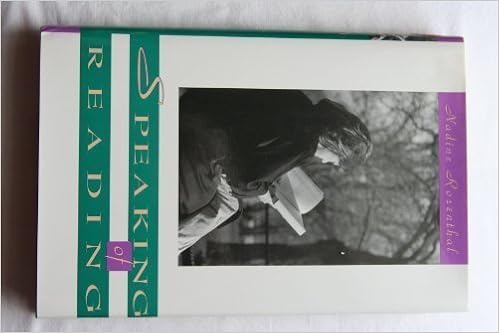 SPEAKING
of
READING
Nadine Rosenthal